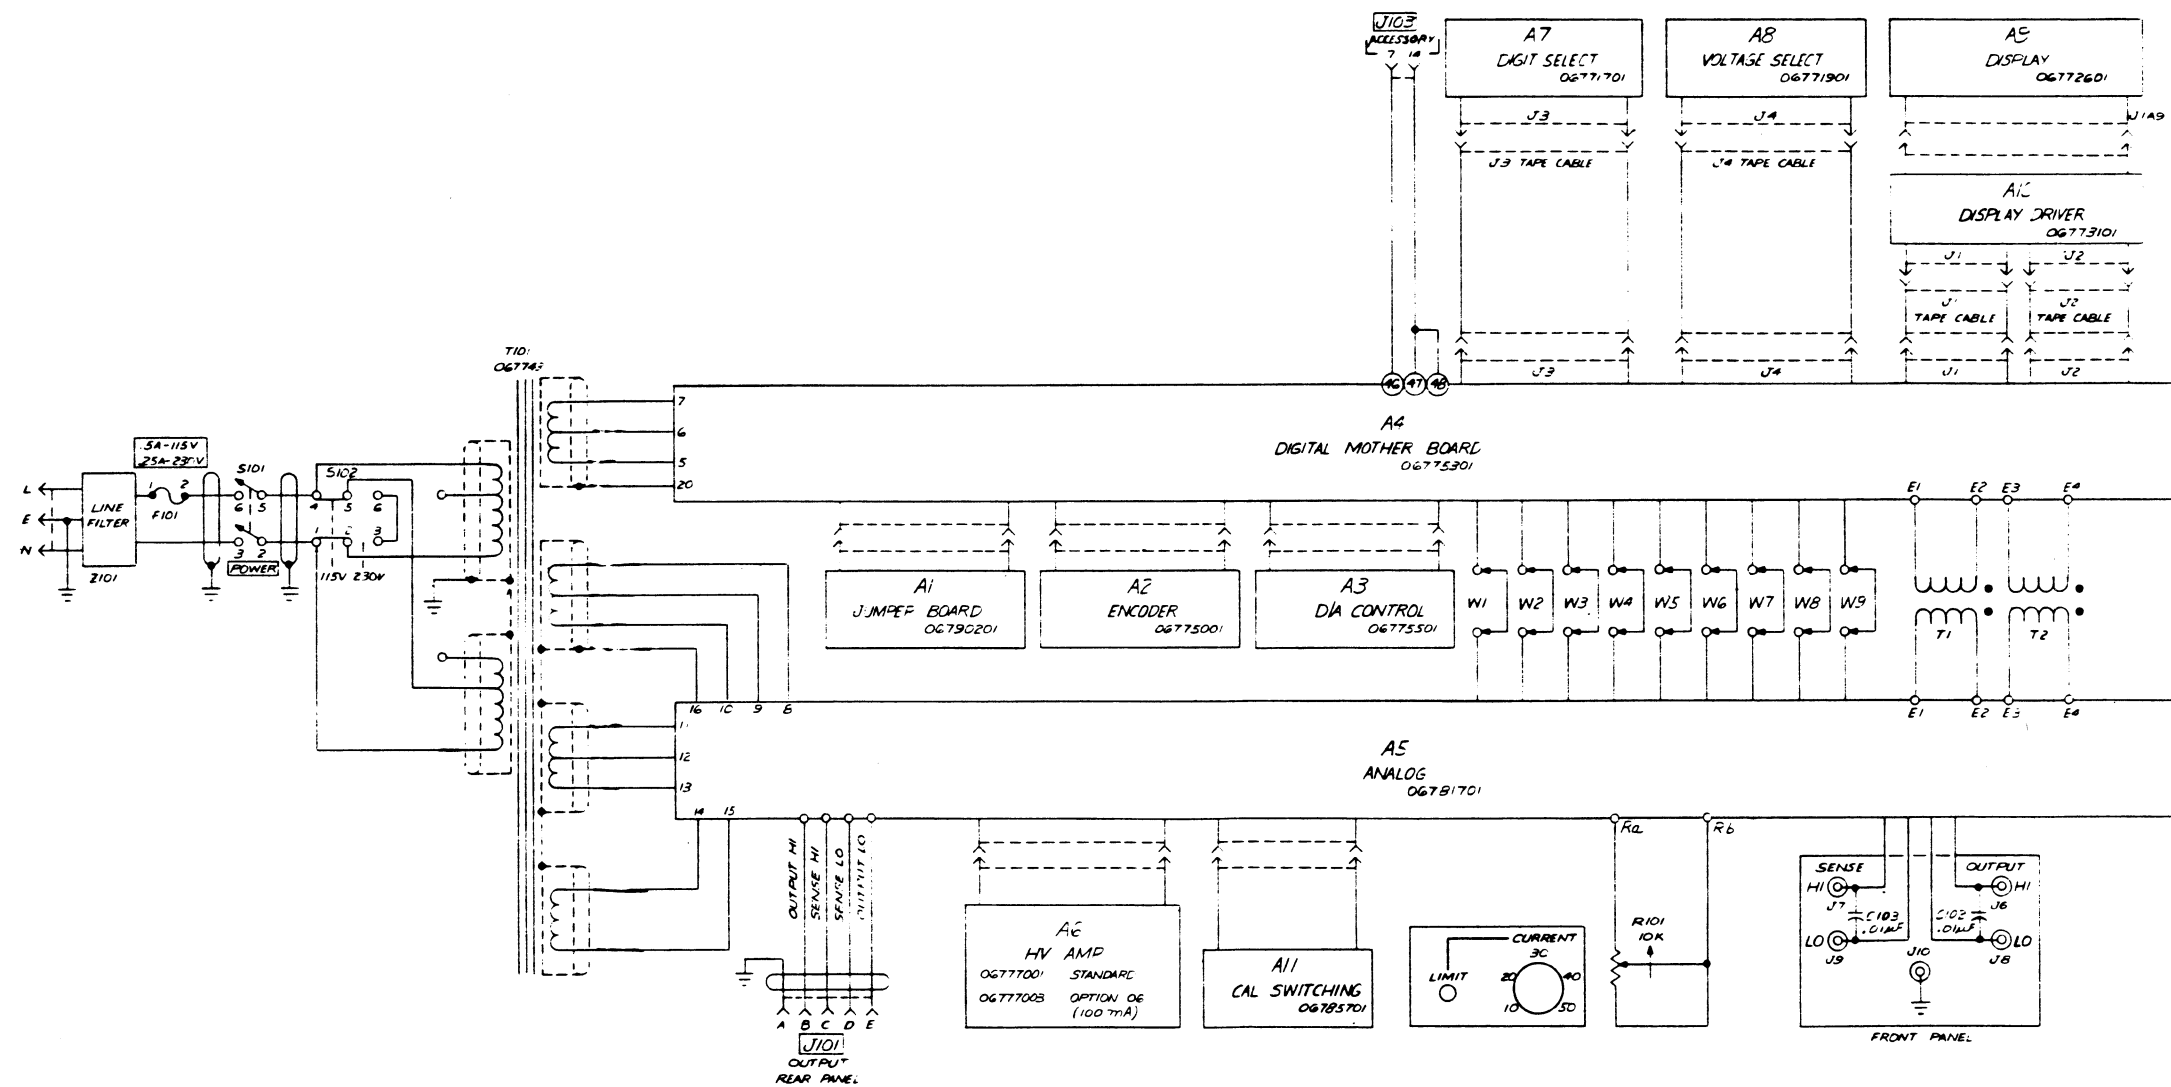 J103
ACCESSORY
7 14
A7
DIGIT SELECT
06771701
A8
VOLTAGE SELECT
06771901
A9
DISPLAY
06772601
J3
J4
J1A9
J3 TAPE CABLE
J4 TAPE CABLE
DISPLAY DRIVER
06773101
J1
J2
J2
TAPE CABLE
TAPE CABLE
T101
067743
J3
J4
J1
J2
46 47 48
7
6
5
20
A4
DIGITAL MOTHER BOARD
06775301
.5A-115V
.25A-230V
L
E
N
LINE
FILTER
Z101
1 2
F101
S101
6 5
3 2
POWER
S102
4 5 6
1 2 3
115V 230V
E1 E2 E3 E4
A1
JUMPER BOARD
06790201
A2
ENCODER
06775001
A3
D/A CONTROL
06775501
W1 W2 W3 W4 W5 W6 W7 W8 W9
T1
T2
16 10 9 8
11
12
13
14 15
E1 E2 E3 E4
A5
ANALOG
06781701
OUTPUT HI
SENSE HI
SENSE LO
OUTPUT LO
A B C D E
J101
OUTPUT
REAR PANEL
A6
HV AMP
06777001 STANDARD
06777003 OPTION 06
(100 mA)
A11
CAL SWITCHING
06785701
LIMIT
CURRENT
30
20 40
10 50
Ra
Rb
R101
10K
SENSE
OUTPUT
HI
J7
C103
.01µF
LO
J9
J10
C102
.01µF
HI
J6
LO
J8
FRONT PANEL